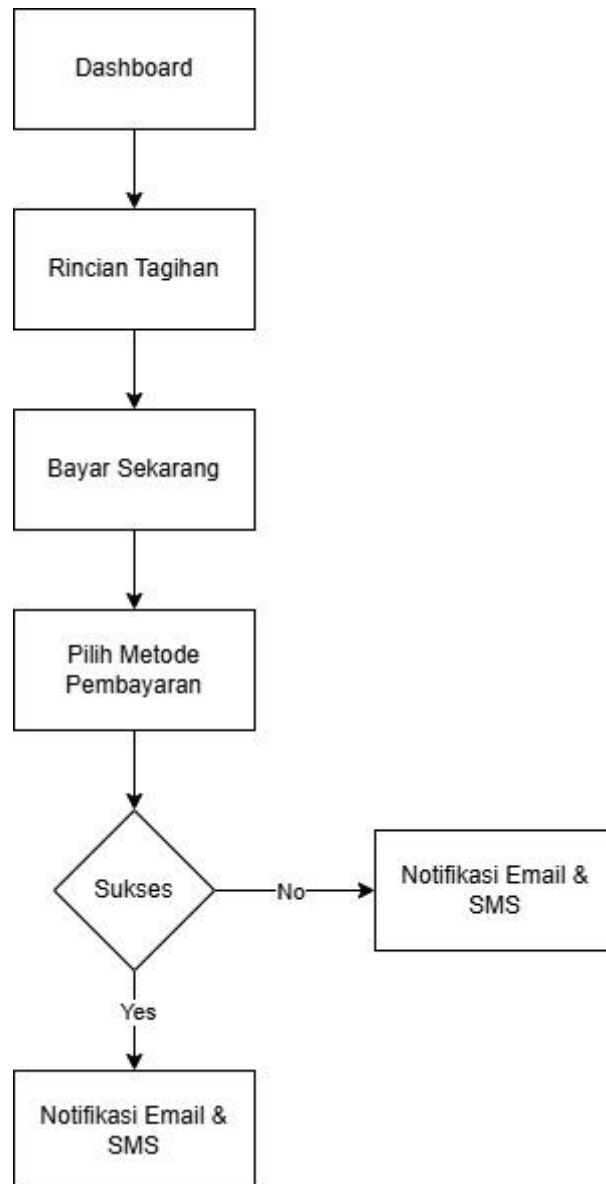 Dashboard
Rincian Tagihan
Bayar Sekarang
Pilih Metode
Pembayaran
Sukses
No
Notifikasi Email &
SMS
Yes
Notifikasi Email &
SMS